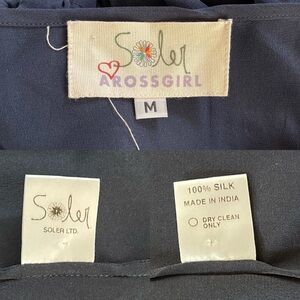 Soler
AROSSGIRL
M
Soler
SOLER LTD.
100% SILK
MADE IN INDIA
DRY CLEAN
ONLY